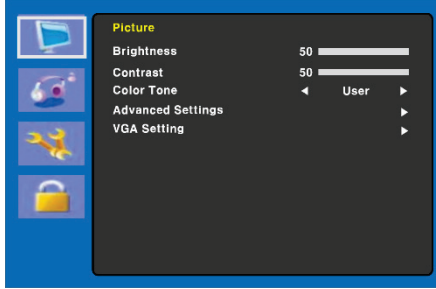 Picture
Brightness 50
Contrast 50
Color Tone User
Advanced Settings
VGA Setting